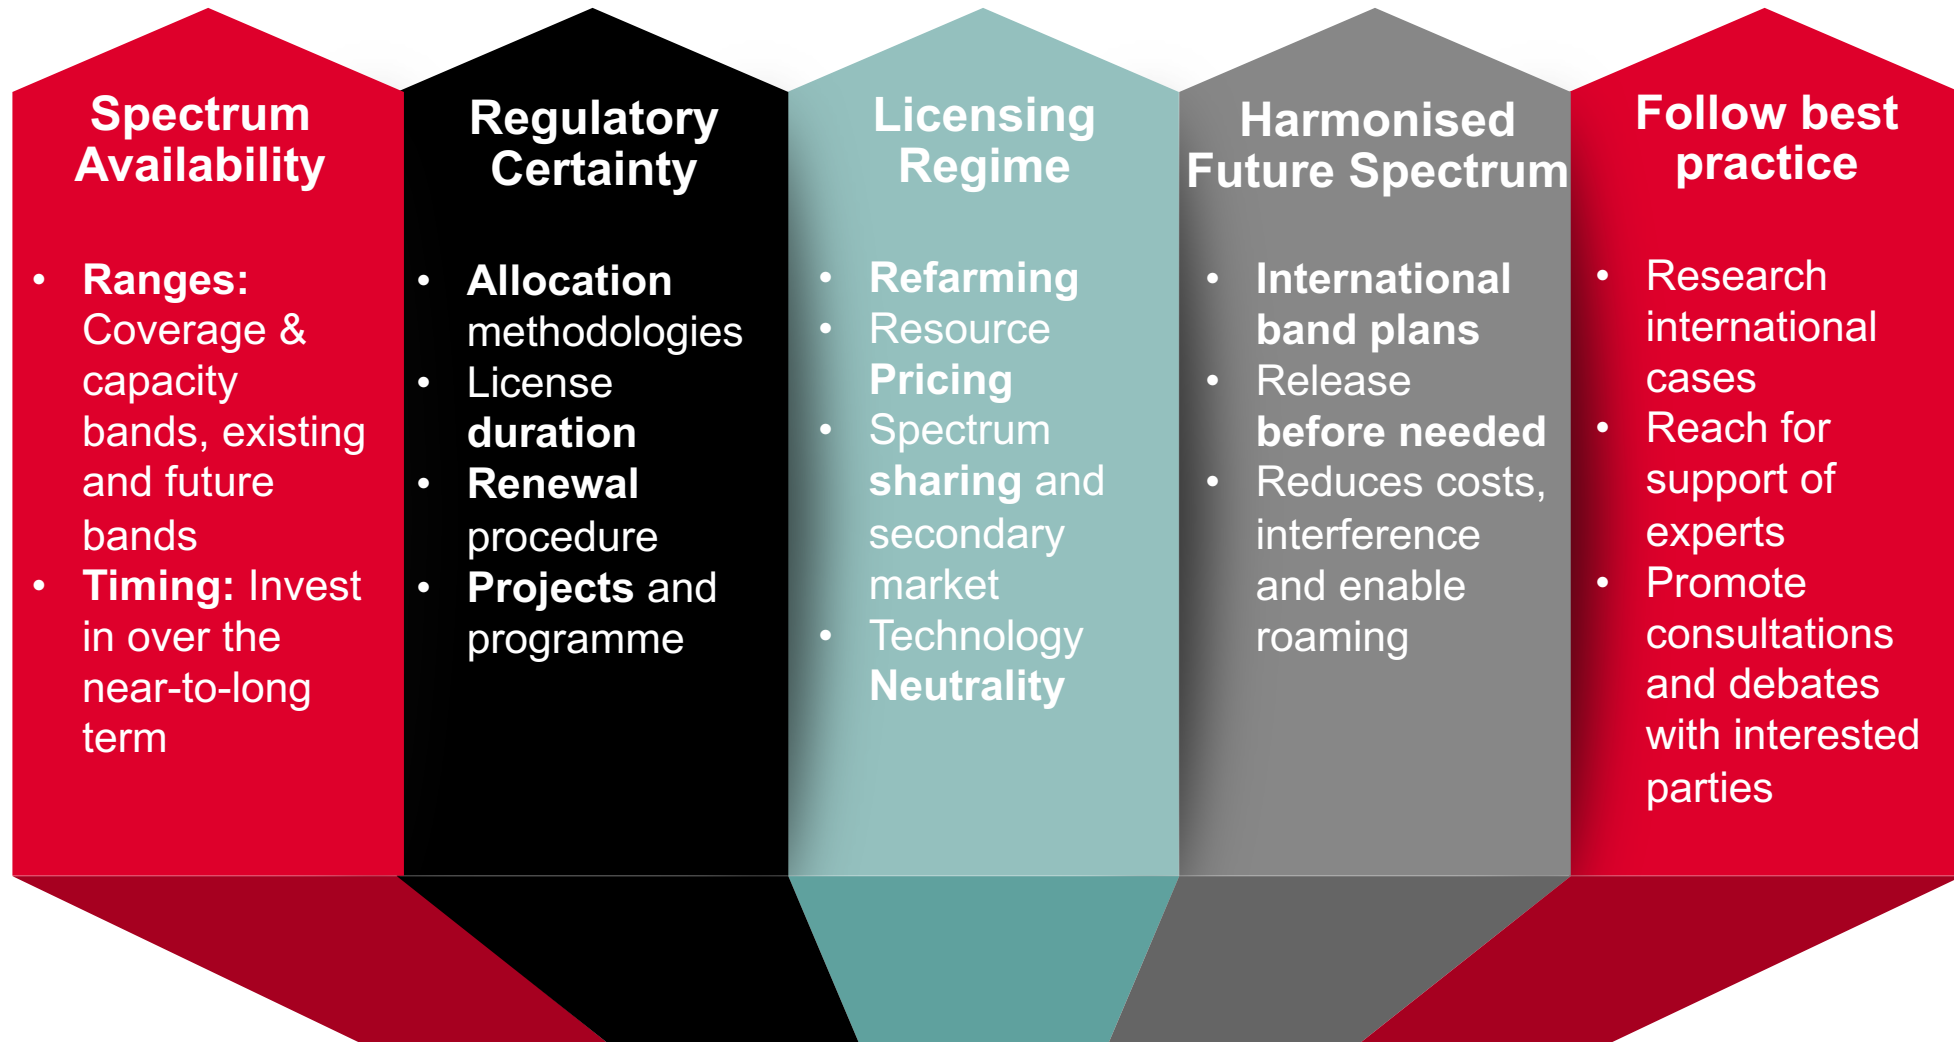 Spectrum
Availability
• Ranges:
Coverage &
capacity
bands, existing
and future
bands
• Timing: Invest
in over the
near-to-long
term
Regulatory
Certainty
• Allocation
methodologies
• License
duration
• Renewal
procedure
• Projects and
programme
Licensing
Regime
• Refarming
• Resource
Pricing
• Spectrum
sharing and
secondary
market
• Technology
Neutrality
Harmonised
Future Spectrum
• International
band plans
• Release
before needed
• Reduces costs,
interference
and enable
roaming
Follow best
practice
• Research
international
cases
• Reach for
support of
experts
• Promote
consultations
and debates
with interested
parties